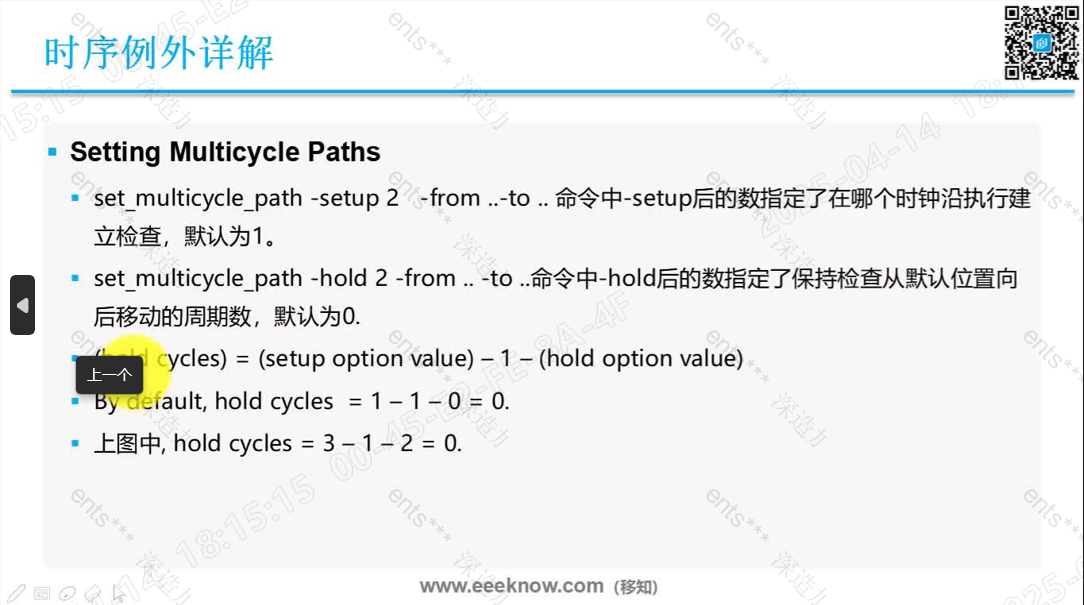 时序例外详解
Setting Multicycle Paths
set_multicycle_path -setup 2 -from ..-to .. 命令中-setup后的数指定了在哪个时钟沿执行建
立检查，默认为1。
set_multicycle_path -hold 2 -from .. -to ..命令中-hold后的数指定了保持检查从默认位置向
后移动的周期数，默认为0.
(hold cycles) = (setup option value) – 1 – (hold option value)
上一个
By default, hold cycles = 1 – 1 – 0 = 0.
上图中, hold cycles = 3 – 1 – 2 = 0.
www.eeeknow.com (移知)